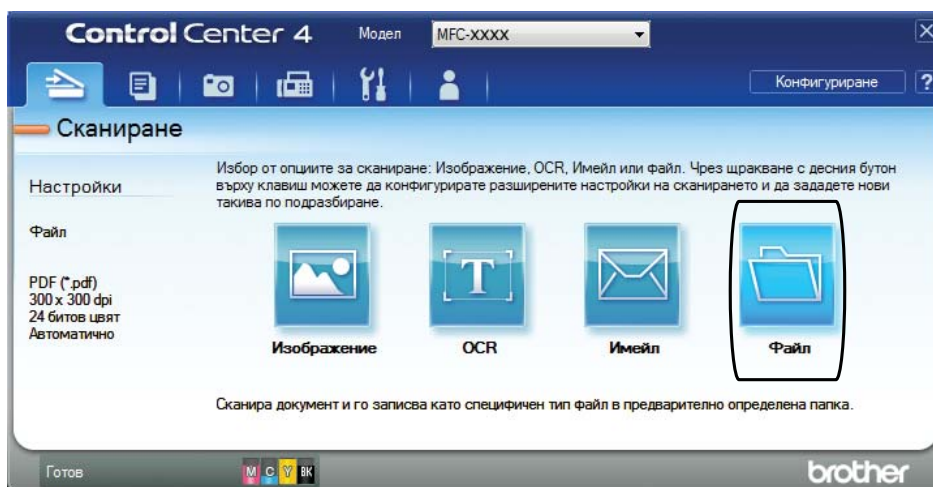 Control Center 4
Модел
MFC-XXXX
Конфигуриране
?
Сканиране
Настройки
Файл
PDF (*.pdf)
300 x 300 dpi
24 битов цвят
Автоматично
Избор от опциите за сканиране: Изображение, OCR, Имейл или файл. Чрез щракване с десния бутон
върху клавиш можете да конфигурирате разширените настройки на сканирането и да зададете нови
такива по подразбиране.
T
Изображение
OCR
Имейл
Файл
Сканира документ и го записва като специфичен тип файл в предварително определена папка.
Готов
M C Y BK
brother